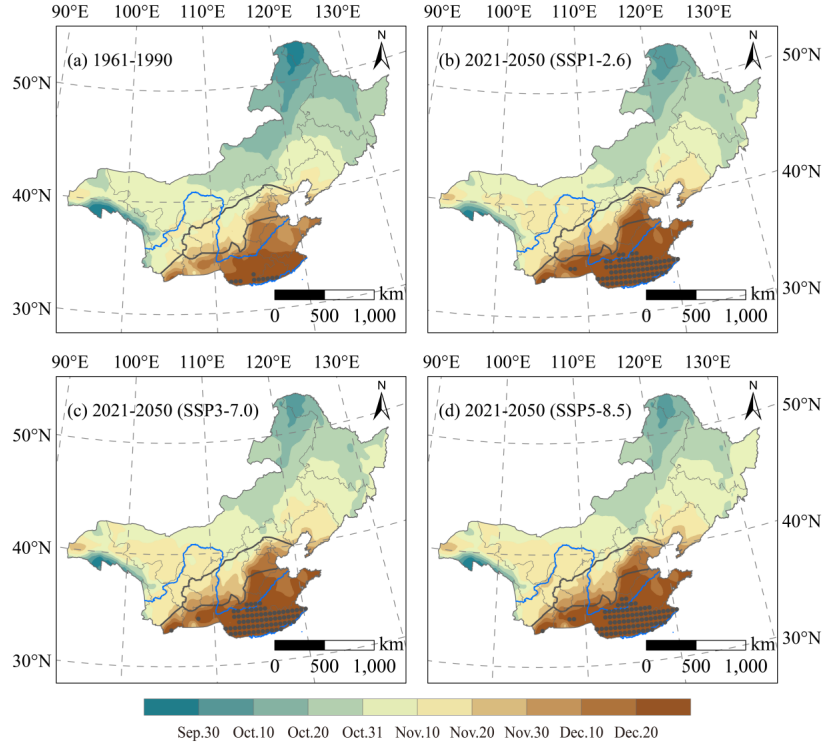 90°E 100°E 110°E 120°E 130°E
90°E 100°E 110°E 120°E 130°E
(a) 1961-1990
N
(b) 2021-2050 (SSP1-2.6)
N
50°N
50°N
40°N
40°N
30°N
30°N
km
0 500 1,000
km
0 500 1,000
90°E 100°E 110°E 120°E 130°E
90°E 100°E 110°E 120°E 130°E
(c) 2021-2050 (SSP3-7.0)
N
(d) 2021-2050 (SSP5-8.5)
N
50°N
50°N
40°N
40°N
30°N
30°N
km
0 500 1,000
km
0 500 1,000
Sep.30 Oct.10 Oct.20 Oct.31 Nov.10 Nov.20 Nov.30 Dec.10 Dec.20